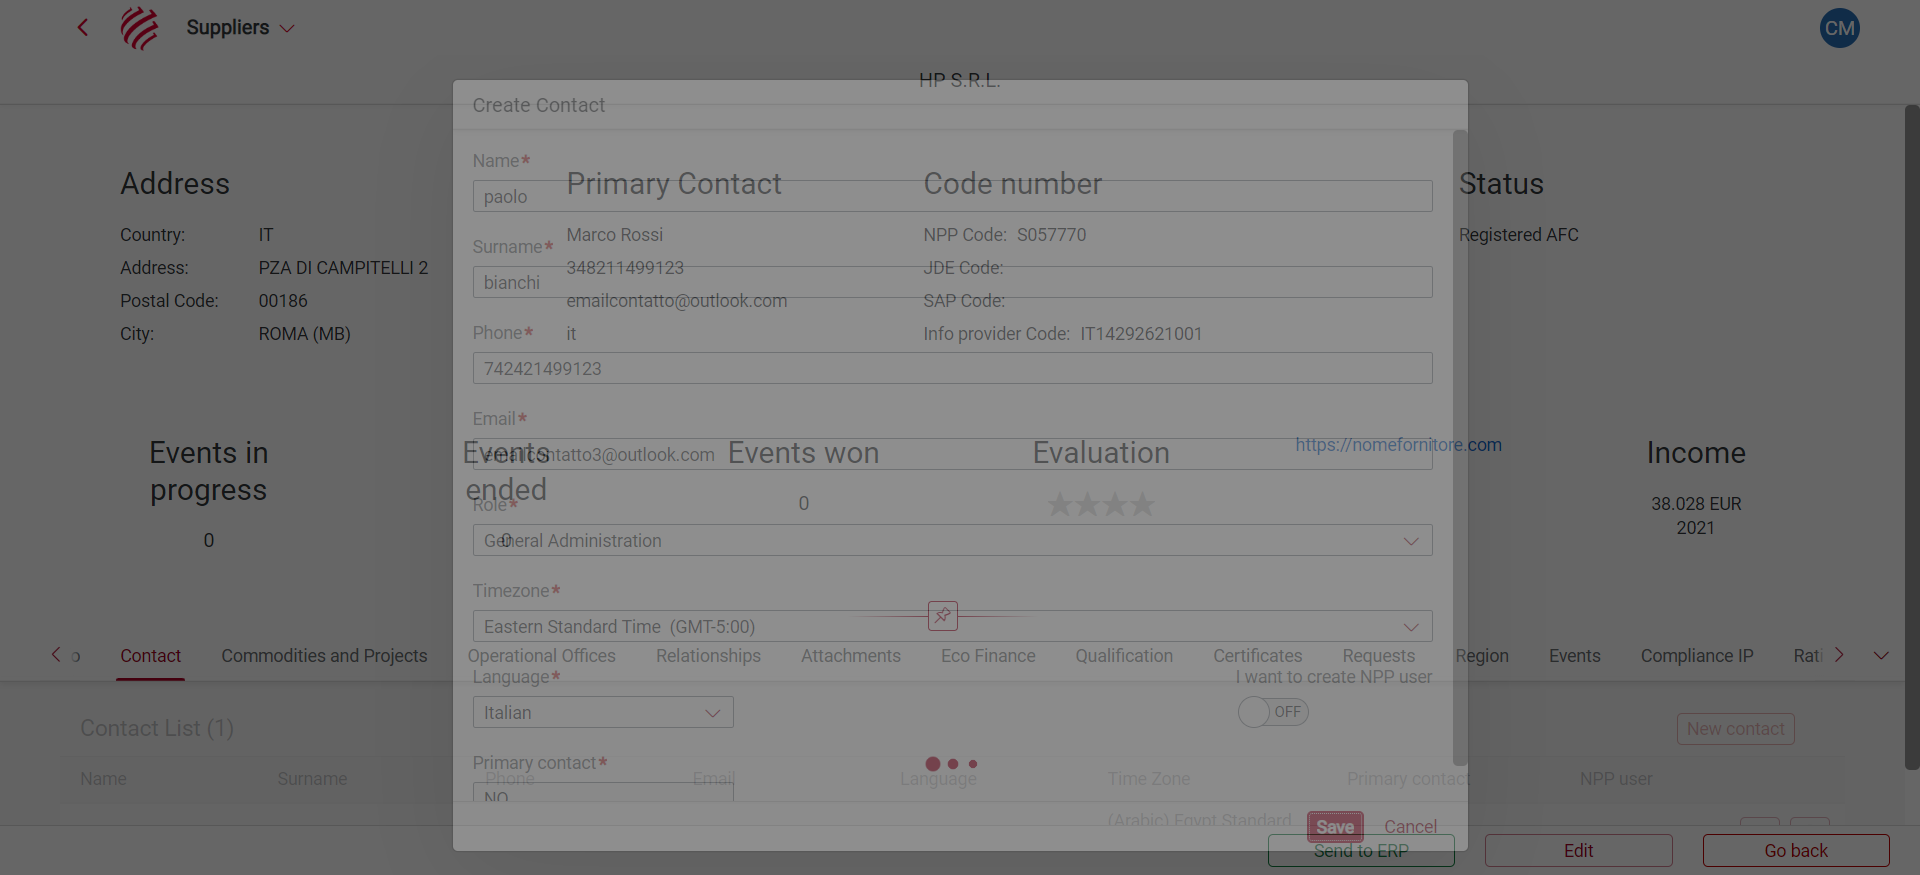 Suppliers
CM
HP S.R.L.
Create Contact
Name*
paolo
Surname*
bianchi
Phone*
742421499123
Email*
emailcontatto3@outlook.com
Role*
General Administration
Timezone*
Eastern Standard Time (GMT-5:00)
Language*
Italian
I want to create NPP user
OFF
Primary contact*
NO
Save
Cancel
Address
Country: IT
Address: PZA DI CAMPITELLI 2
Postal Code: 00186
City: ROMA (MB)
Primary Contact
Marco Rossi
348211499123
emailcontatto@outlook.com
it
Code number
NPP Code: S057770
JDE Code:
SAP Code:
Info provider Code: IT14292621001
Status
Registered AFC
Events in
progress
0
Events
ended
0
Events won
0
Evaluation
https://nomefornitore.com
Income
38.028 EUR
2021
o Contact Commodities and Projects Operational Offices Relationships Attachments Eco Finance Qualification Certificates Requests Region Events Compliance IP Rati
Contact List (1)
New contact
Name Surname Phone Email Language Time Zone Primary contact NPP user
(Arabic) Egypt Standard
Send to ERP
Edit
Go back